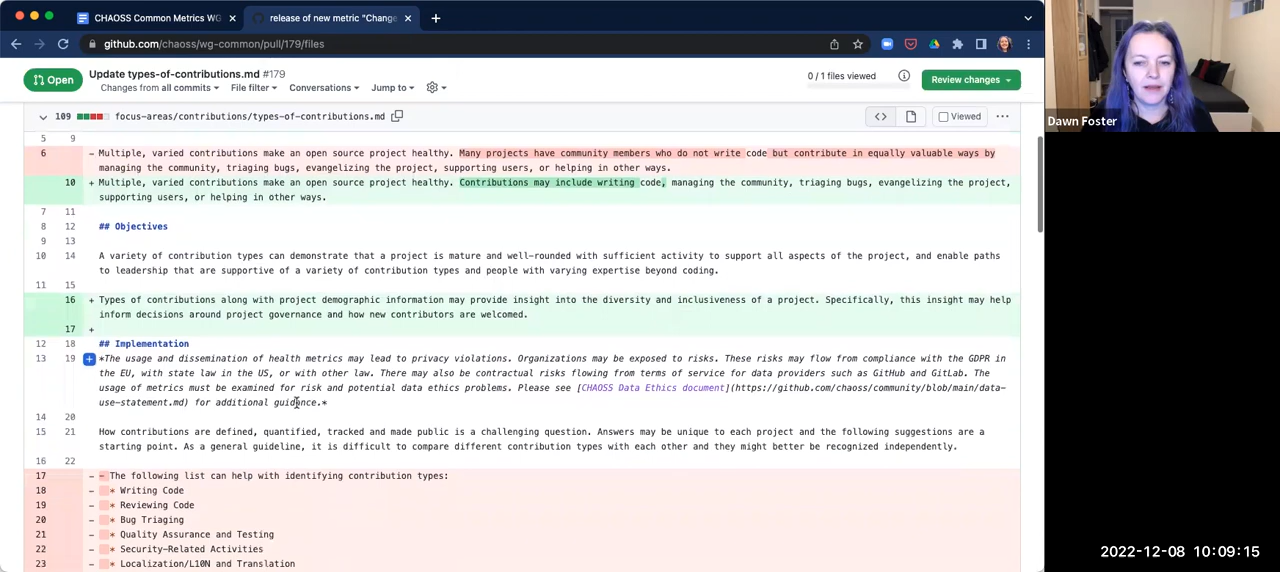 CHAOSS Common Metrics WG
release of new metric "Change
github.com/chaoss/wg-common/pull/179/files
Open
Update types-of-contributions.md #179
Changes from all commits
File filter
Conversations
Jump to
0 / 1 files viewed
Review changes
109
focus-areas/contributions/types-of-contributions.md
Viewed
5 9
6 - Multiple, varied contributions make an open source project healthy. Many projects have community members who do not write code but contribute in equally valuable ways by
managing the community, triaging bugs, evangelizing the project, supporting users, or helping in other ways.
10 + Multiple, varied contributions make an open source project healthy. Contributions may include writing code, managing the community, triaging bugs, evangelizing the project,
supporting users, or helping in other ways.
7 11
8 12 ## Objectives
9 13
10 14 A variety of contribution types can demonstrate that a project is mature and well-rounded with sufficient activity to support all aspects of the project, and enable paths
to leadership that are supportive of a variety of contribution types and people with varying expertise beyond coding.
11 15
16 + Types of contributions along with project demographic information may provide insight into the diversity and inclusiveness of a project. Specifically, this insight may help
inform decisions around project governance and how new contributors are welcomed.
17 +
12 18 ## Implementation
13 19 + *The usage and dissemination of health metrics may lead to privacy violations. Organizations may be exposed to risks. These risks may flow from compliance with the GDPR in
the EU, with state law in the US, or with other law. There may also be contractual risks flowing from terms of service for data providers such as GitHub and GitLab. The
usage of metrics must be examined for risk and potential data ethics problems. Please see [CHAOSS Data Ethics document](https://github.com/chaoss/community/blob/main/data-
use-statement.md) for additional guidance.*
14 20
15 21 How contributions are defined, quantified, tracked and made public is a challenging question. Answers may be unique to each project and the following suggestions are a
starting point. As a general guideline, it is difficult to compare different contribution types with each other and they might better be recognized independently.
16 22
17 - - The following list can help with identifying contribution types:
18 - * Writing Code
19 - * Reviewing Code
20 - * Bug Triaging
21 - * Quality Assurance and Testing
22 - * Security-Related Activities
23 - * Localization/L10N and Translation
Dawn Foster
2022-12-08 10:09:15